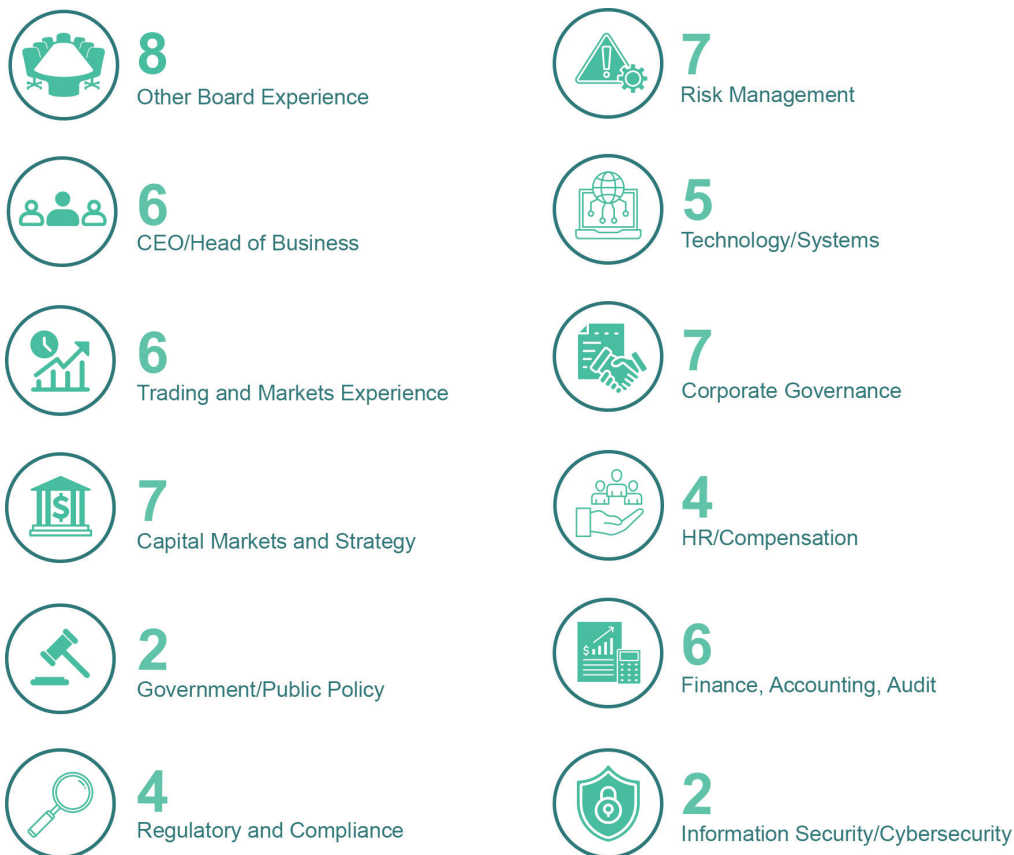 8
Other Board Experience
6
CEO/Head of Business
6
Trading and Markets Experience
7
Capital Markets and Strategy
2
Government/Public Policy
4
Regulatory and Compliance
7
Risk Management
5
Technology/Systems
7
Corporate Governance
4
HR/Compensation
6
Finance, Accounting, Audit
2
Information Security/Cybersecurity